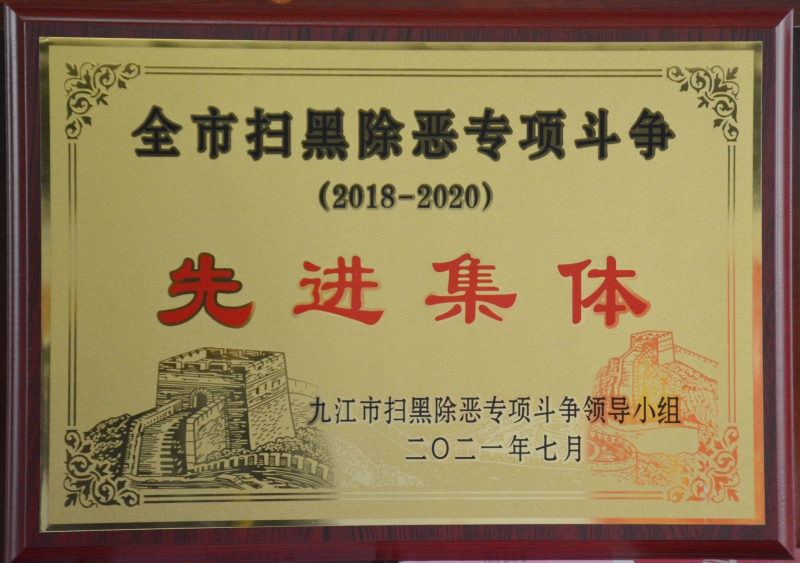 全市扫黑除恶专项斗争
(2018-2020)
先进集体
九江市扫黑除恶专项斗争领导小组
二〇二一年七月